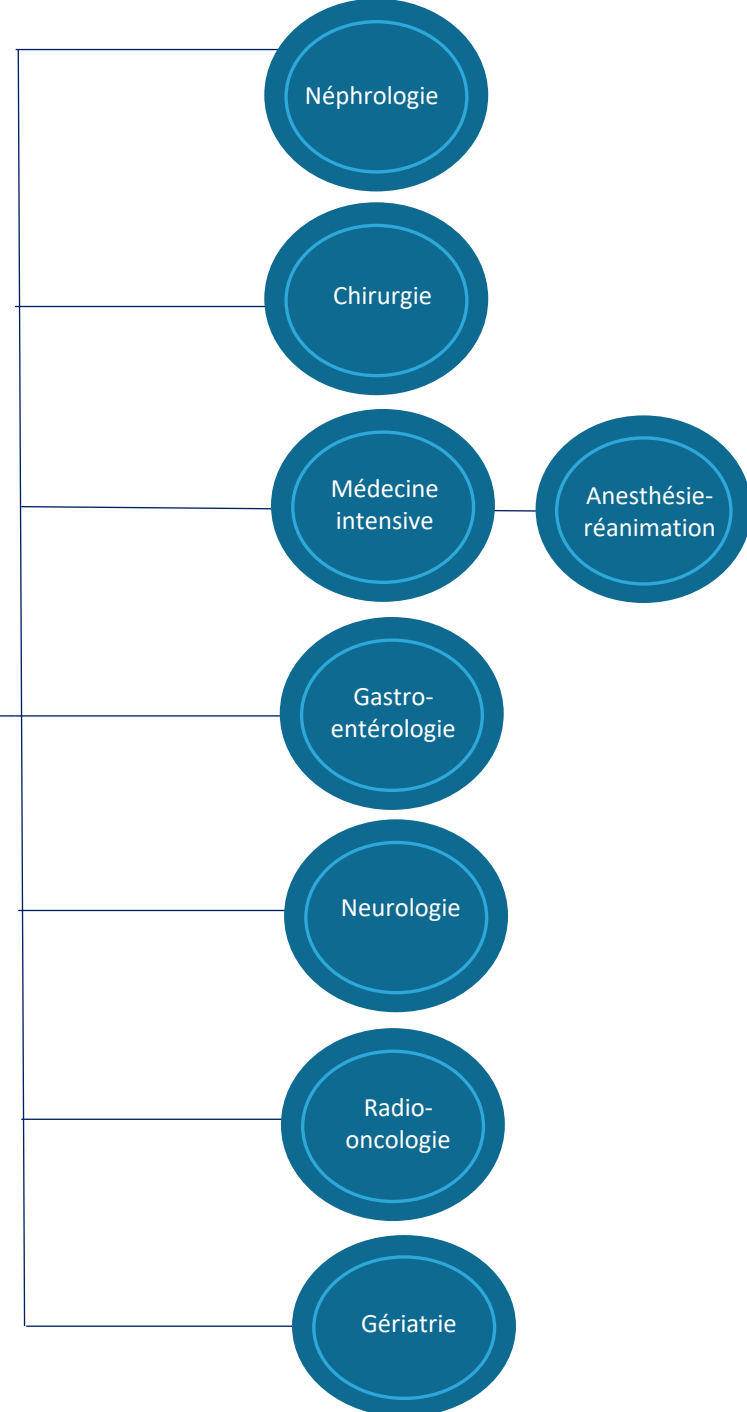 Néphrologie
Chirurgie
Médecine
intensive
Anesthésie-
réanimation
Gastro-
entérologie
Neurologie
Radio-
oncologie
Gériatrie